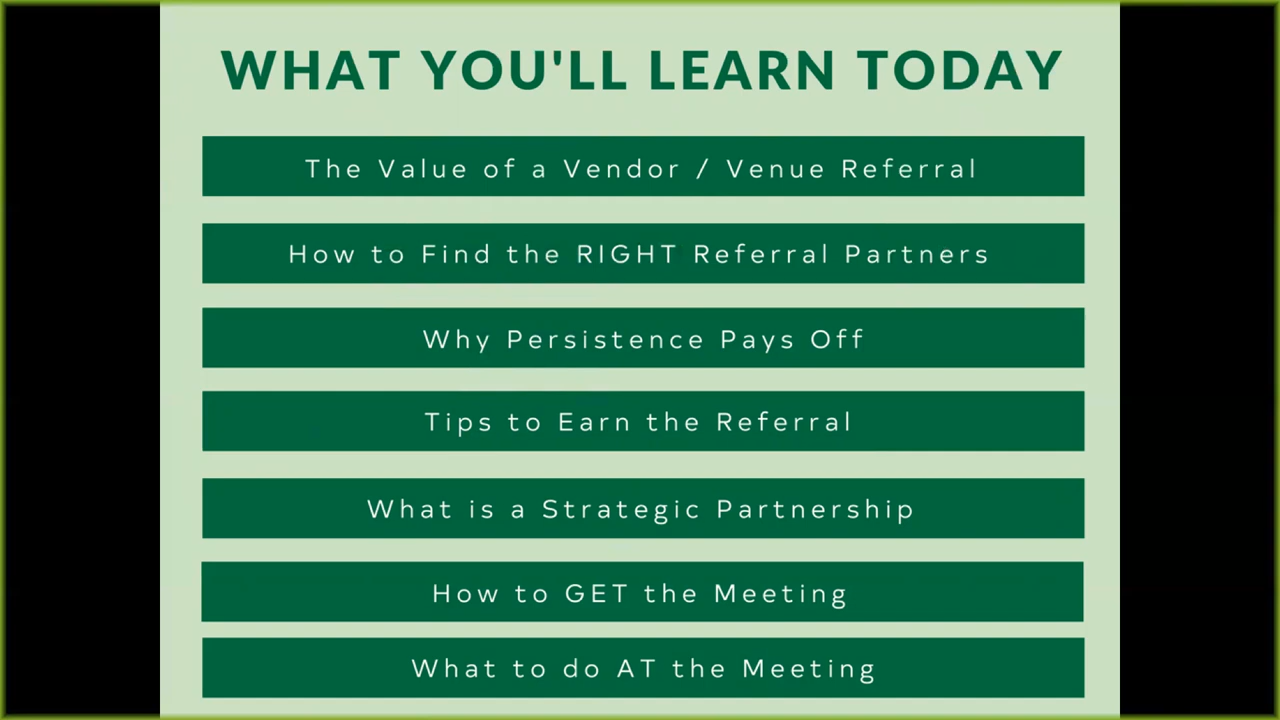 WHAT YOU'LL LEARN TODAY
The Value of a Vendor / Venue Referral
How to Find the RIGHT Referral Partners
Why Persistence Pays Off
Tips to Earn the Referral
What is a Strategic Partnership
How to GET the Meeting
What to do AT the Meeting